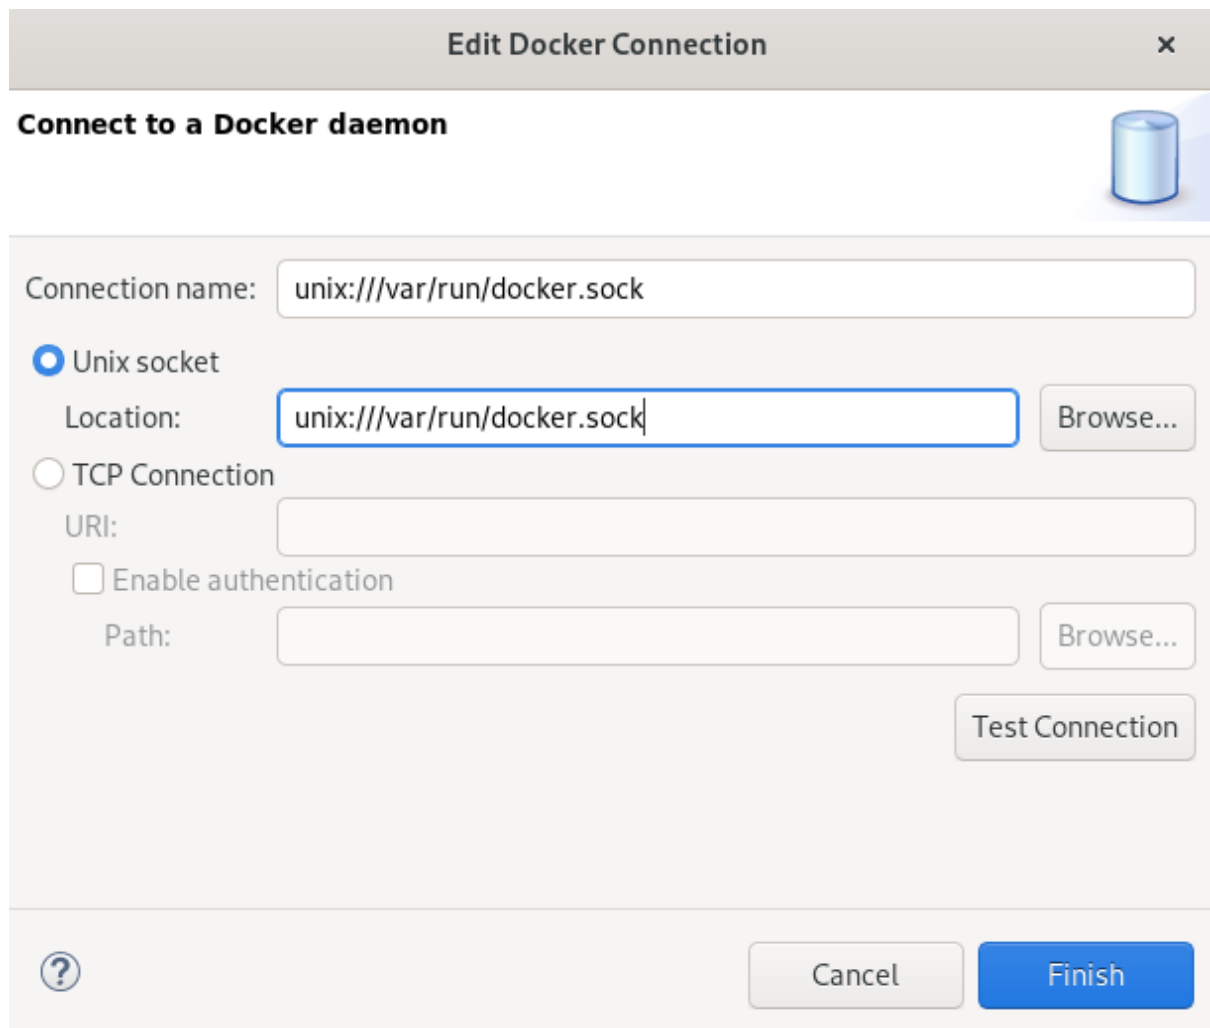 Edit Docker Connection ×
Connect to a Docker daemon
Connection name: unix:///var/run/docker.sock
Unix socket
Location: unix:///var/run/docker.sock Browse...
TCP Connection
URI:
Enable authentication
Path: Browse...
Test Connection
? Cancel Finish